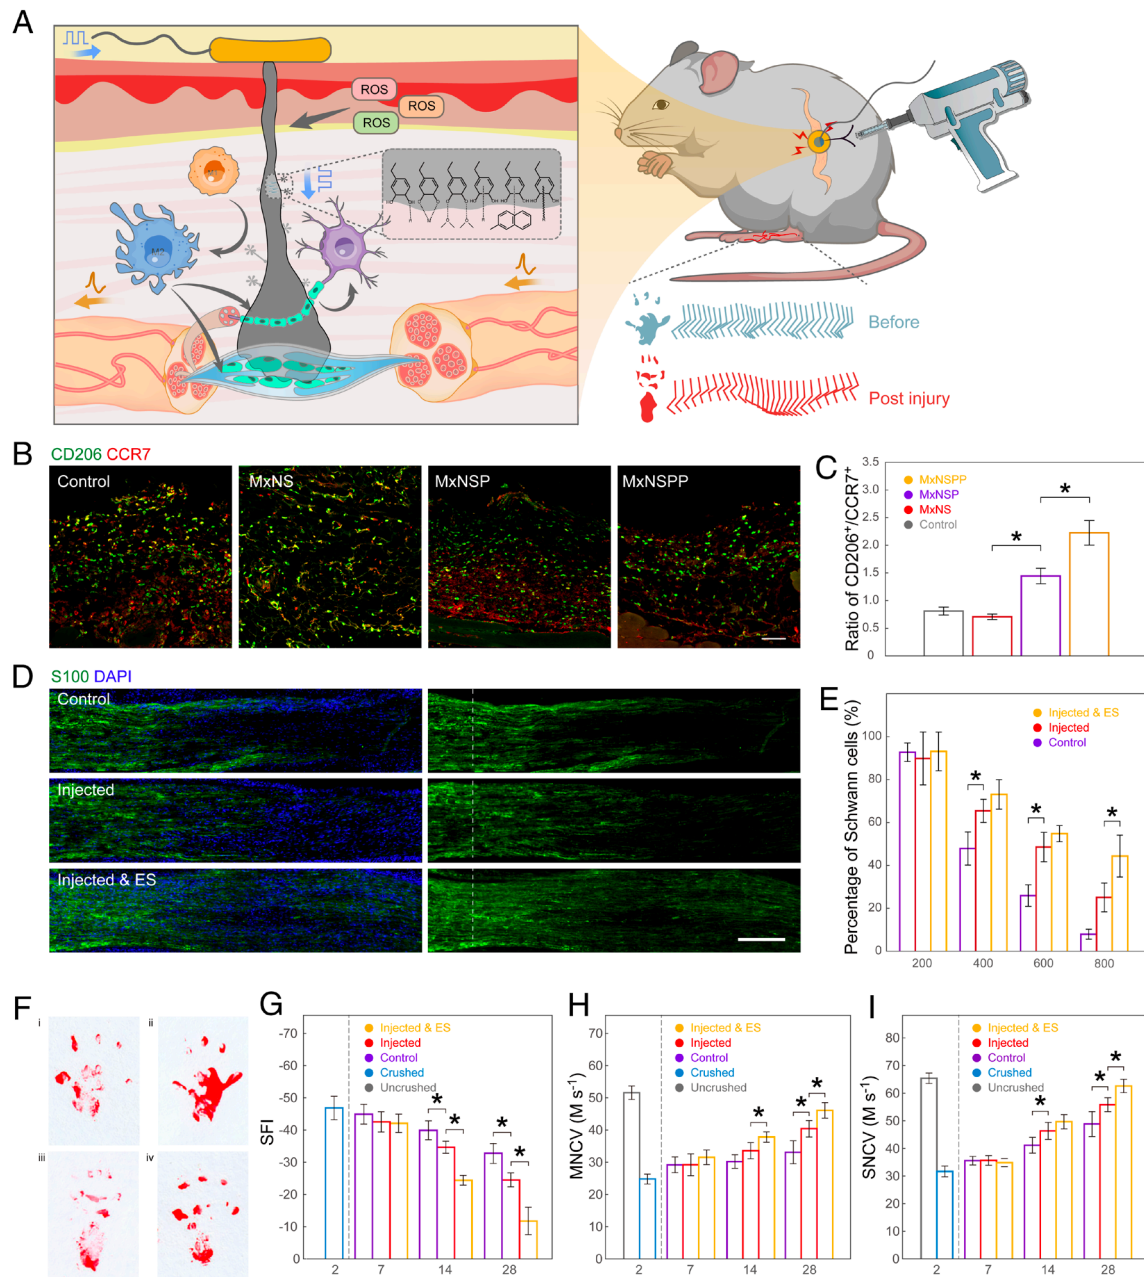 A
ROS
ROS
ROS
M2
Before
Post injury
B
CD206 CCR7
Control
MxNS
MxNSP
MxNSPP
C
Ratio of CD206+/CCR7+
3.5
3.0
2.5
2.0
1.5
1.0
0.5
0
MxNSPP
MxNSP
MxNS
Control
*
*
D
S100 DAPI
Control
Injected
Injected & ES
E
Percentage of Schwann cells (%)
100
80
60
40
20
0
Injected & ES
Injected
Control
*
*
*
200
400
600
800
F
i
ii
iii
iv
G
SFI
-70
-60
-50
-40
-30
-20
-10
0
Injected & ES
Injected
Control
Crushed
Uncrushed
*
*
*
*
2
7
14
28
H
MNCV (M s-1)
70
60
50
40
30
20
10
0
Injected & ES
Injected
Control
Crushed
Uncrushed
*
*
*
2
7
14
28
I
SNCV (M s-1)
80
70
60
50
40
30
20
10
0
Injected & ES
Injected
Control
Crushed
Uncrushed
*
*
*
2
7
14
28